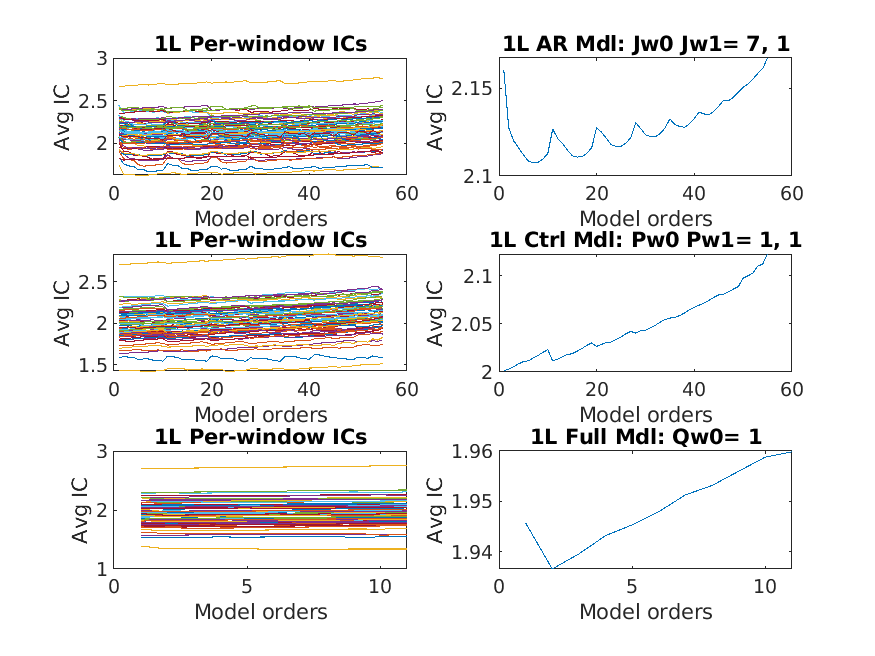 1L Per-window ICs
3
2.5
2
Avg IC
0 20 40 60
Model orders
1L AR Mdl: Jw0 Jw1= 7, 1
2.15
2.1
Avg IC
0 20 40 60
Model orders
1L Per-window ICs
2.5
2
1.5
Avg IC
0 20 40 60
Model orders
1L Ctrl Mdl: Pw0 Pw1= 1, 1
2.1
2.05
2
Avg IC
0 20 40 60
Model orders
1L Per-window ICs
3
2
1
Avg IC
0 5 10
Model orders
1L Full Mdl: Qw0= 1
1.96
1.95
1.94
Avg IC
0 5 10
Model orders